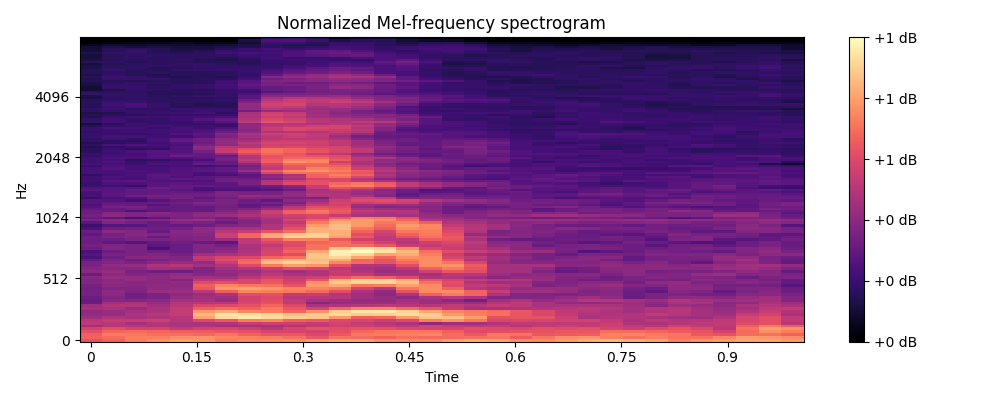 Normalized Mel-frequency spectrogram
Hz
4096
2048
1024
512
0
0 0.15 0.3 0.45 0.6 0.75 0.9
Time
+1 dB
+1 dB
+1 dB
+0 dB
+0 dB
+0 dB